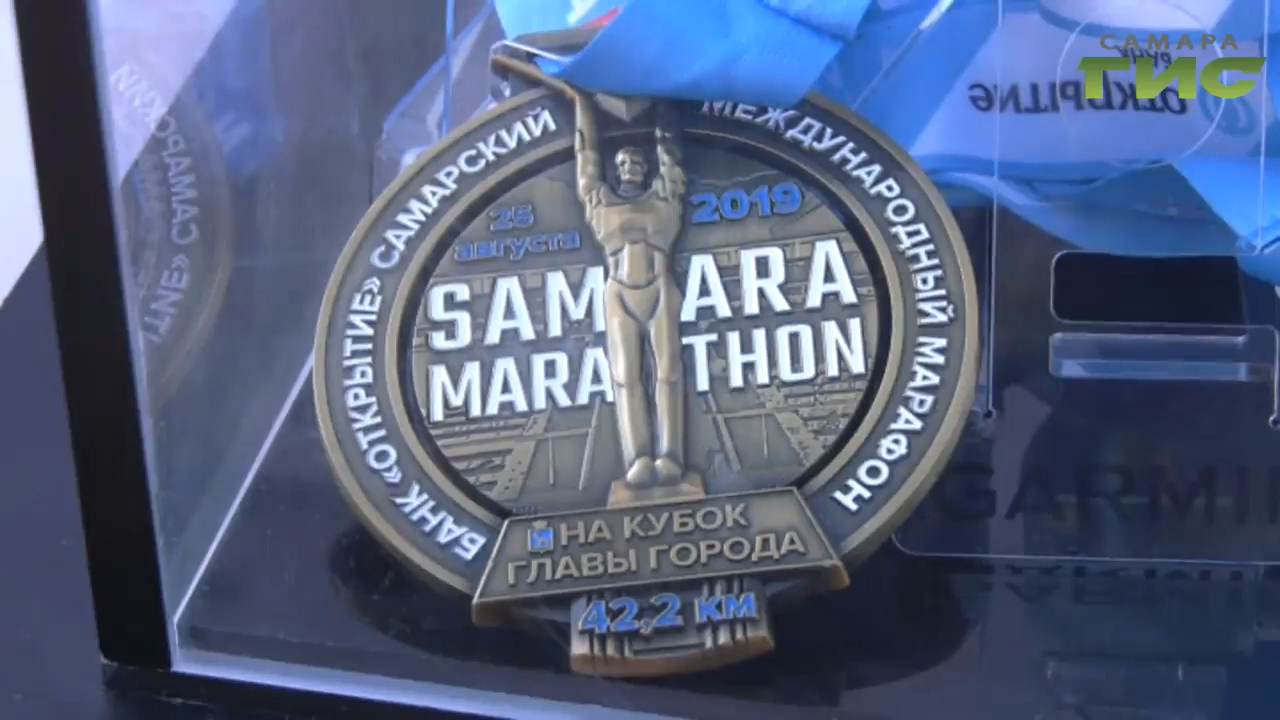 САМАРА
ТИС
БАНК «ОТКРЫТИЕ» САМАРСКИЙ
МЕЖДУНАРОДНЫЙ МАРАФОН
25
августа
2019
SAMARA
MARATHON
НА КУБОК
ГЛАВЫ ГОРОДА
42,2 км
GARMIN